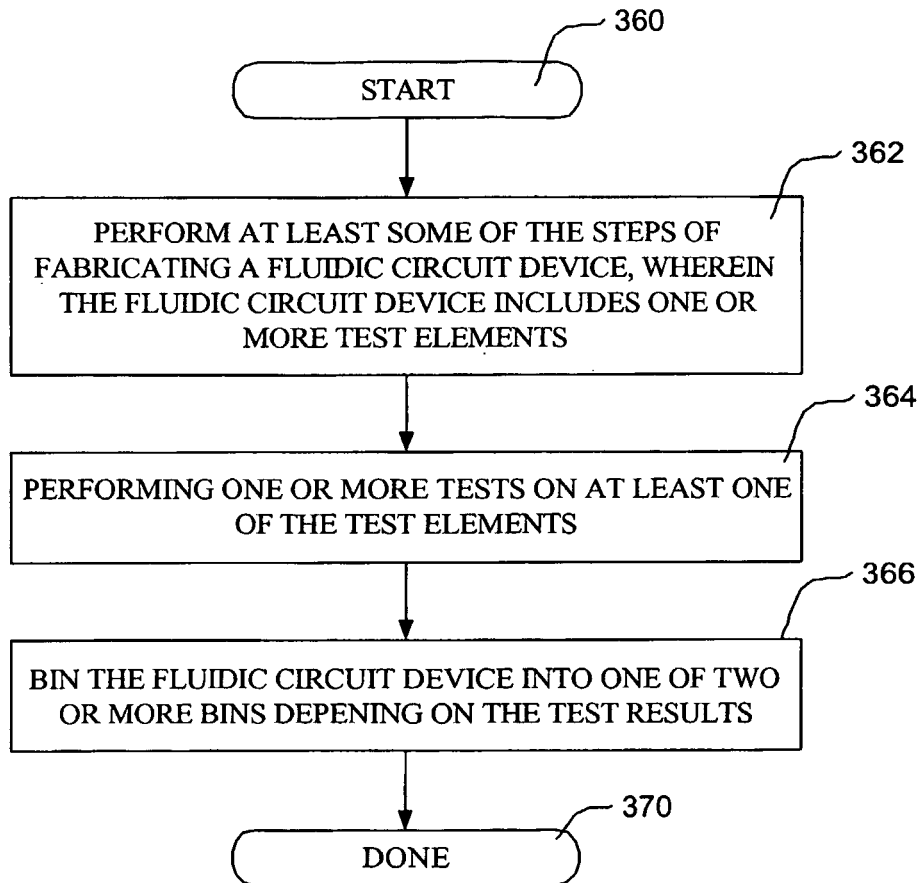 360
START
362
PERFORM AT LEAST SOME OF THE STEPS OF
FABRICATING A FLUIDIC CIRCUIT DEVICE, WHEREIN
THE FLUIDIC CIRCUIT DEVICE INCLUDES ONE OR
MORE TEST ELEMENTS
364
PERFORMING ONE OR MORE TESTS ON AT LEAST ONE
OF THE TEST ELEMENTS
366
BIN THE FLUIDIC CIRCUIT DEVICE INTO ONE OF TWO
OR MORE BINS DEPENING ON THE TEST RESULTS
370
DONE